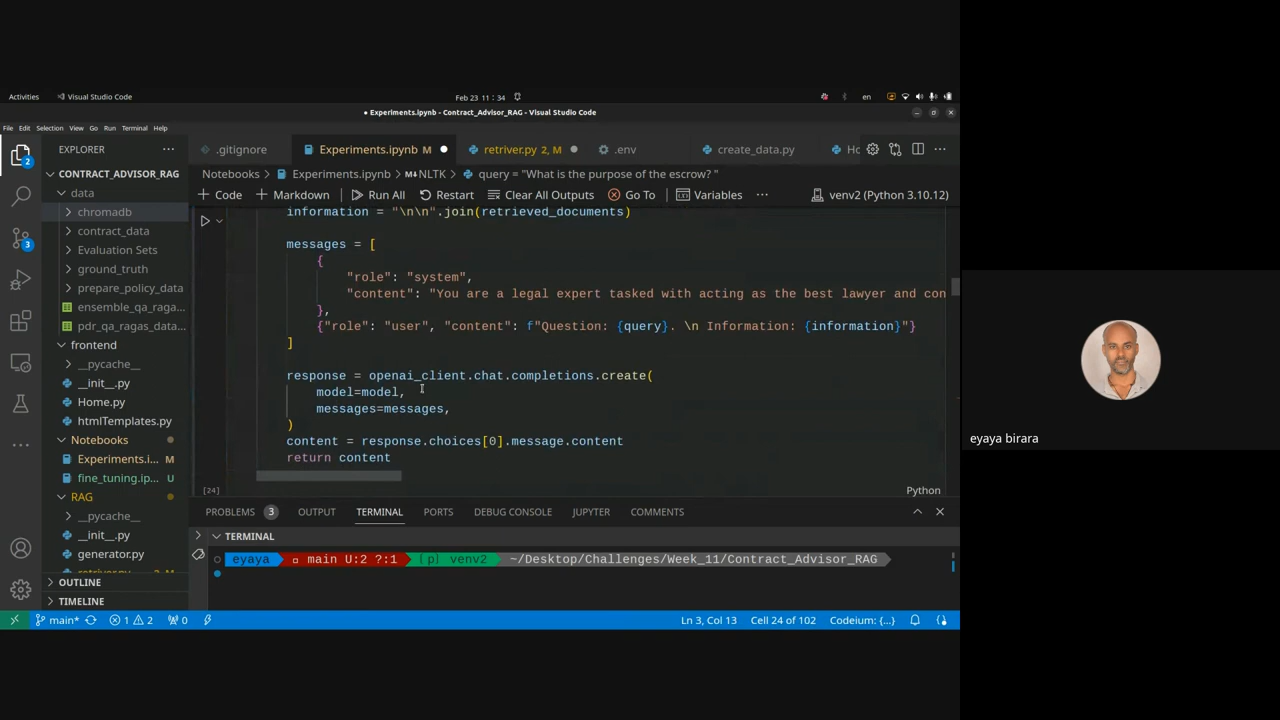 Activities Visual Studio Code Feb 23 11 : 34 en
● Experiments.ipynb - Contract_Advisor_RAG - Visual Studio Code
File Edit Selection View Go Run Terminal Help
EXPLORER ··· .gitignore Experiments.ipynb M ● retriver.py 2, M ● .env create_data.py Hc ···
CONTRACT_ADVISOR_RAG
Notebooks > Experiments.ipynb > M↓NLTK > query = "What is the purpose of the escrow? "
+ Code + Markdown Run All Restart Clear All Outputs Go To Variables ··· venv2 (Python 3.10.12)
data
chromadb
contract_data
Evaluation Sets
ground_truth
prepare_policy_data
ensemble_qa_raga...
pdr_qa_ragas_data...
frontend
__pycache__
__init__.py
Home.py
htmlTemplates.py
Notebooks
Experiments.i... M
fine_tuning.ip... U
RAG
__pycache__
__init__.py
generator.py
OUTLINE
TIMELINE
2
3
information = "\n\n".join(retrieved_documents)
messages = [
{
"role": "system",
"content": "You are a legal expert tasked with acting as the best lawyer and con
},
{"role": "user", "content": f"Question: {query}. \n Information: {information}"}
]
response = openai_client.chat.completions.create(
model=model,
messages=messages,
)
content = response.choices[0].message.content
return content
[24] Python
PROBLEMS 3 OUTPUT TERMINAL PORTS DEBUG CONSOLE JUPYTER COMMENTS
TERMINAL
eyaya main U:2 ?:1 [p] venv2 ~/Desktop/Challenges/Week_11/Contract_Advisor_RAG
main* 1 2 0 Ln 3, Col 13 Cell 24 of 102 Codeium: {...}
eyaya birara